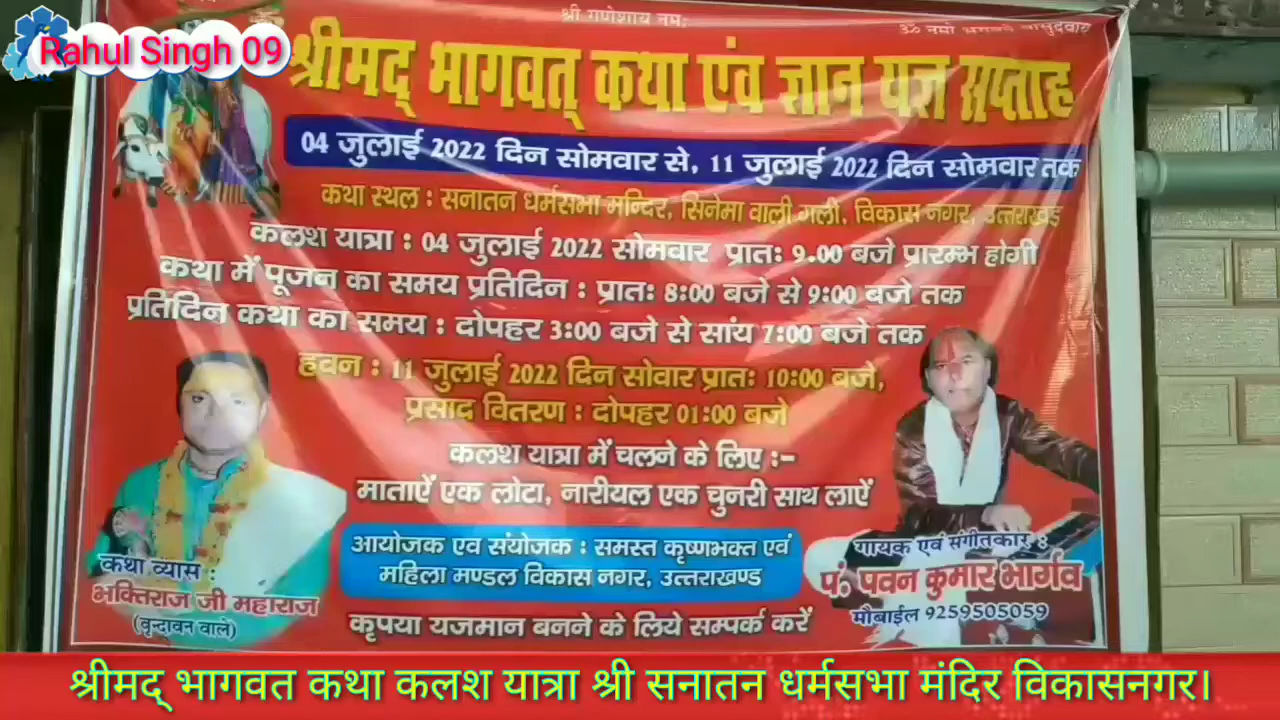 श्री गणेशाय नमः
ॐ नमो भगवते वासुदेवाय
Rahul Singh 09
श्रीमद् भागवत् कथा एंव ज्ञान यज्ञ सप्ताह
04 जुलाई 2022 दिन सोमवार से, 11 जुलाई 2022 दिन सोमवार तक
कथा स्थल : सनातन धर्मसभा मन्दिर, सिनेमा वाली गली, विकास नगर, उत्तराखण्ड
कलश यात्रा : 04 जुलाई 2022 सोमवार प्रातः 9.00 बजे प्रारम्भ होगी
कथा में पूजन का समय प्रतिदिन : प्रातः 8:00 बजे से 9:00 बजे तक
प्रतिदिन कथा का समय : दोपहर 3:00 बजे से सांय 7:00 बजे तक
हवन : 11 जुलाई 2022 दिन सोवार प्रातः 10:00 बजे,
प्रसाद वितरण : दोपहर 01:00 बजे
कलश यात्रा में चलने के लिए :-
माताऐं एक लोटा, नारीयल एक चुनरी साथ लाऐं
आयोजक एव संयोजक : समस्त कृष्णभक्त एवं
महिला मण्डल विकास नगर, उत्तराखण्ड
कथा व्यास :
भक्तिराज जी महाराज
(वृन्दावन वाले)
गायक एवं संगीतकार :
पं. पवन कुमार भार्गव
मौबाईल 9259505059
कृपया यजमान बनने के लिये सम्पर्क करें
श्रीमद् भागवत कथा कलश यात्रा श्री सनातन धर्मसभा मंदिर विकासनगर।